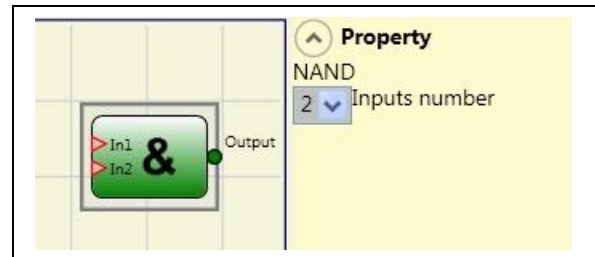 Property
NAND
2 Inputs number
In1
In2
&
Output